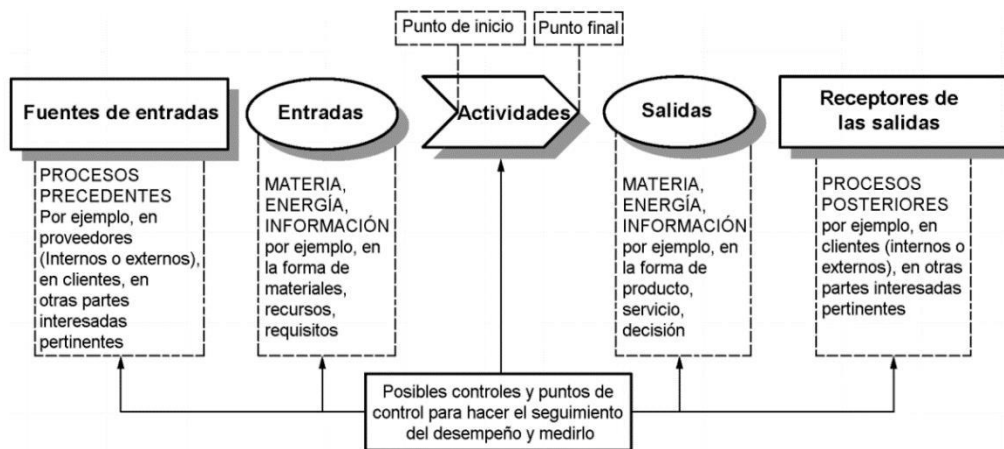 Punto de inicio
Punto final
Fuentes de entradas
Entradas
Actividades
Salidas
Receptores de
las salidas
PROCESOS
PRECEDENTES
Por ejemplo, en
proveedores
(Internos o externos),
en clientes, en
otras partes
interesadas
pertinentes
MATERIA,
ENERGÍA,
INFORMACIÓN
por ejemplo, en
la forma de
materiales,
recursos,
requisitos
MATERIA,
ENERGÍA,
INFORMACIÓN
por ejemplo, en
la forma de
producto,
servicio,
decisión
PROCESOS
POSTERIORES
por ejemplo, en
clientes (internos o
externos), en otras
partes interesadas
pertinentes
Posibles controles y puntos de
control para hacer el seguimiento
del desempeño y medirlo